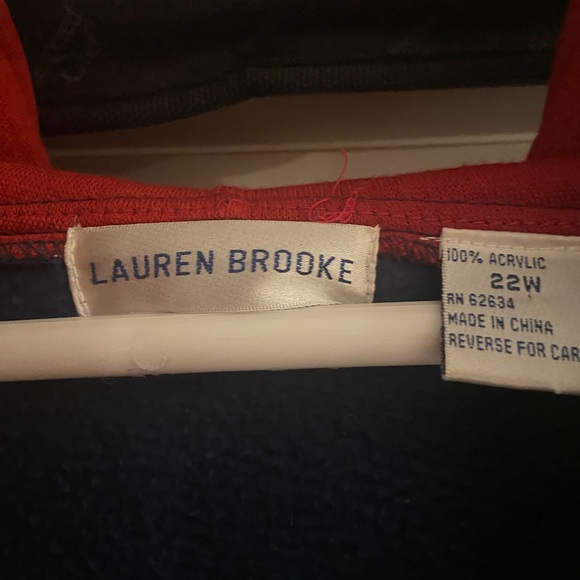 LAUREN BROOKE
100% ACRYLIC
22W
RN 62634
MADE IN CHINA
REVERSE FOR CAR